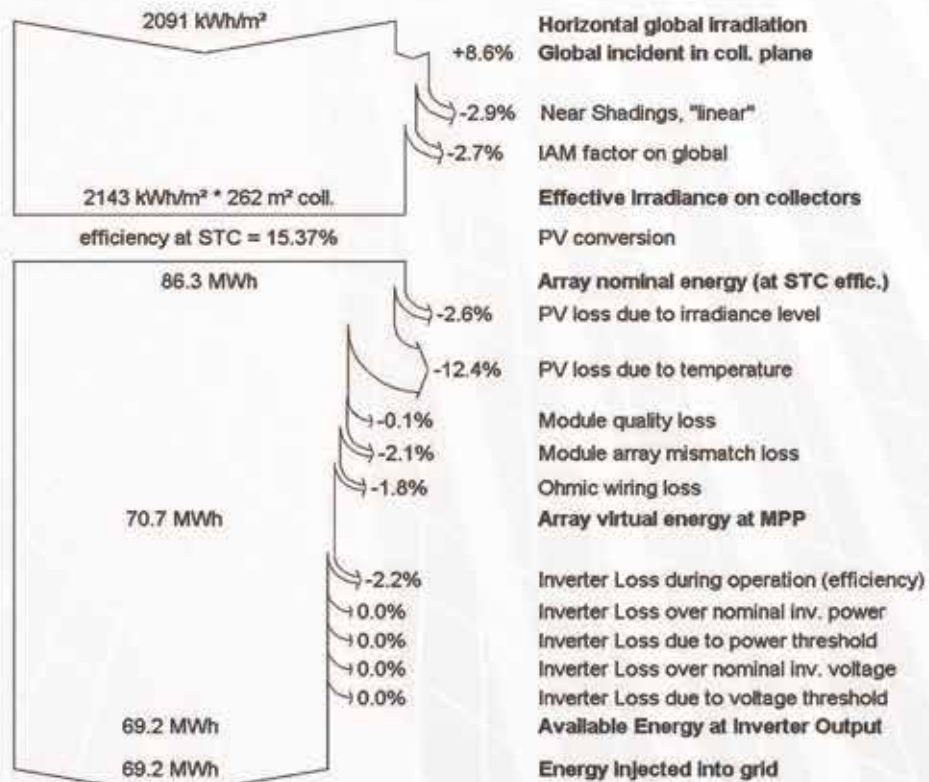 2091 kWh/m² Horizontal global irradiation
+8.6% Global incident in coll. plane
-2.9% Near Shadings, "linear"
-2.7% IAM factor on global
2143 kWh/m² * 262 m² coll. Effective irradiance on collectors
efficiency at STC = 15.37% PV conversion
86.3 MWh Array nominal energy (at STC effic.)
-2.6% PV loss due to irradiance level
-12.4% PV loss due to temperature
-0.1% Module quality loss
-2.1% Module array mismatch loss
-1.8% Ohmic wiring loss
70.7 MWh Array virtual energy at MPP
-2.2% Inverter Loss during operation (efficiency)
0.0% Inverter Loss over nominal inv. power
0.0% Inverter Loss due to power threshold
0.0% Inverter Loss over nominal inv. voltage
0.0% Inverter Loss due to voltage threshold
69.2 MWh Available Energy at Inverter Output
69.2 MWh Energy injected into grid